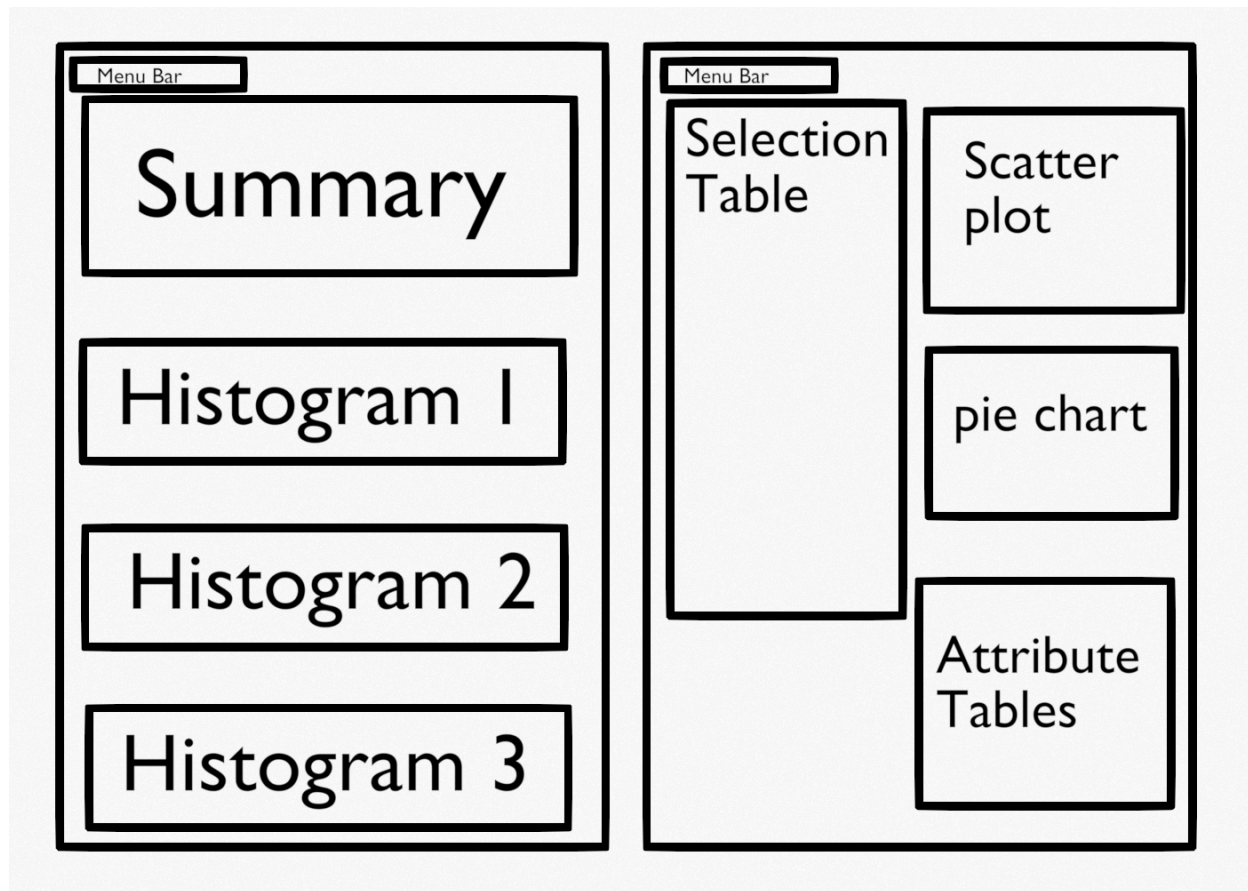 Menu Bar
Summary
Histogram 1
Histogram 2
Histogram 3
Menu Bar
Selection
Table
Scatter
plot
pie chart
Attribute
Tables